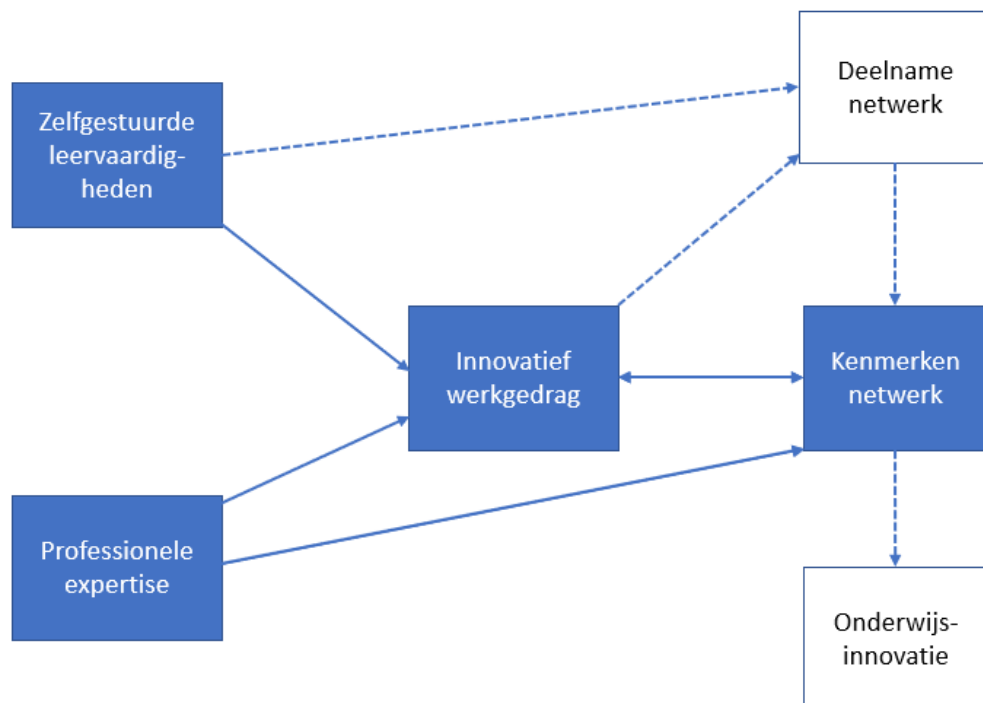 Deelname
netwerk
Zelfgestuurde
leervaardig-
heden
Innovatief
werkgedrag
Kenmerken
netwerk
Professionele
expertise
Onderwijs-
innovatie